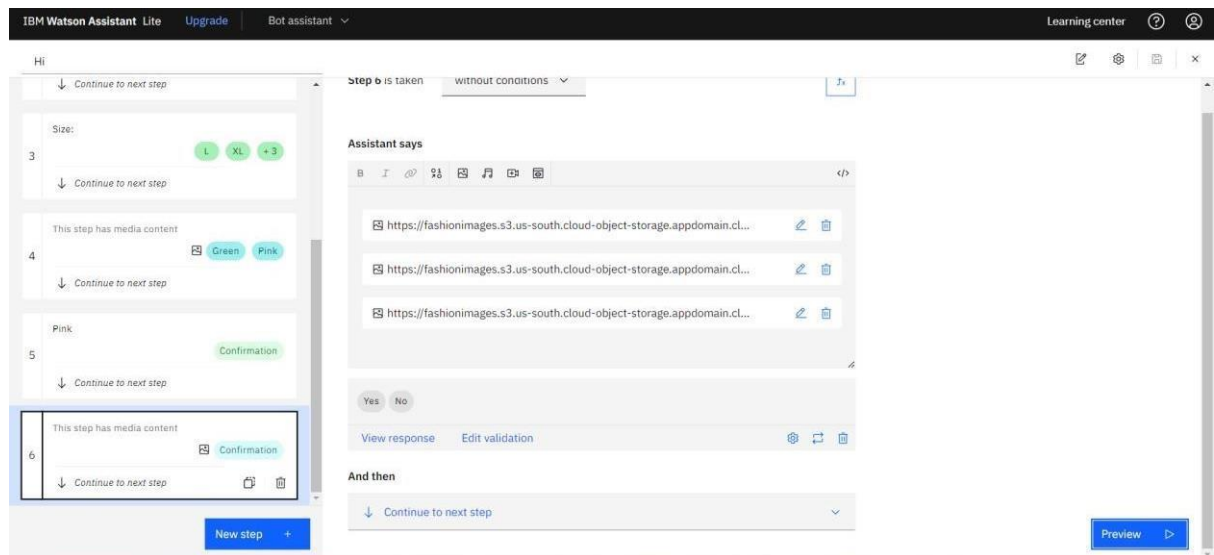 IBM Watson Assistant Lite Upgrade Bot assistant Learning center
Hi
Continue to next step
Size:
L XL + 3
3
Continue to next step
This step has media content
Green Pink
4
Continue to next step
Pink
Confirmation
5
Continue to next step
This step has media content
Confirmation
6
Continue to next step
New step +
Step 6 is taken without conditions fx
Assistant says
B I </>
https://fashionimages.s3.us-south.cloud-object-storage.appdomain.cl...
https://fashionimages.s3.us-south.cloud-object-storage.appdomain.cl...
https://fashionimages.s3.us-south.cloud-object-storage.appdomain.cl...
Yes No
View response Edit validation
And then
Continue to next step
Preview